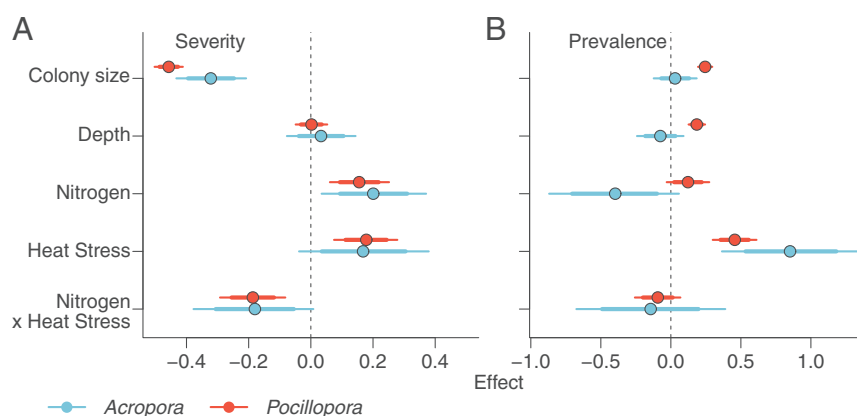 A
B
Severity
Prevalence
Colony size
Depth
Nitrogen
Heat Stress
Nitrogen
x Heat Stress
−0.4 −0.2 0.0 0.2 0.4
−1.0 −0.5 0.0 0.5 1.0
Effect
Acropora Pocillopora